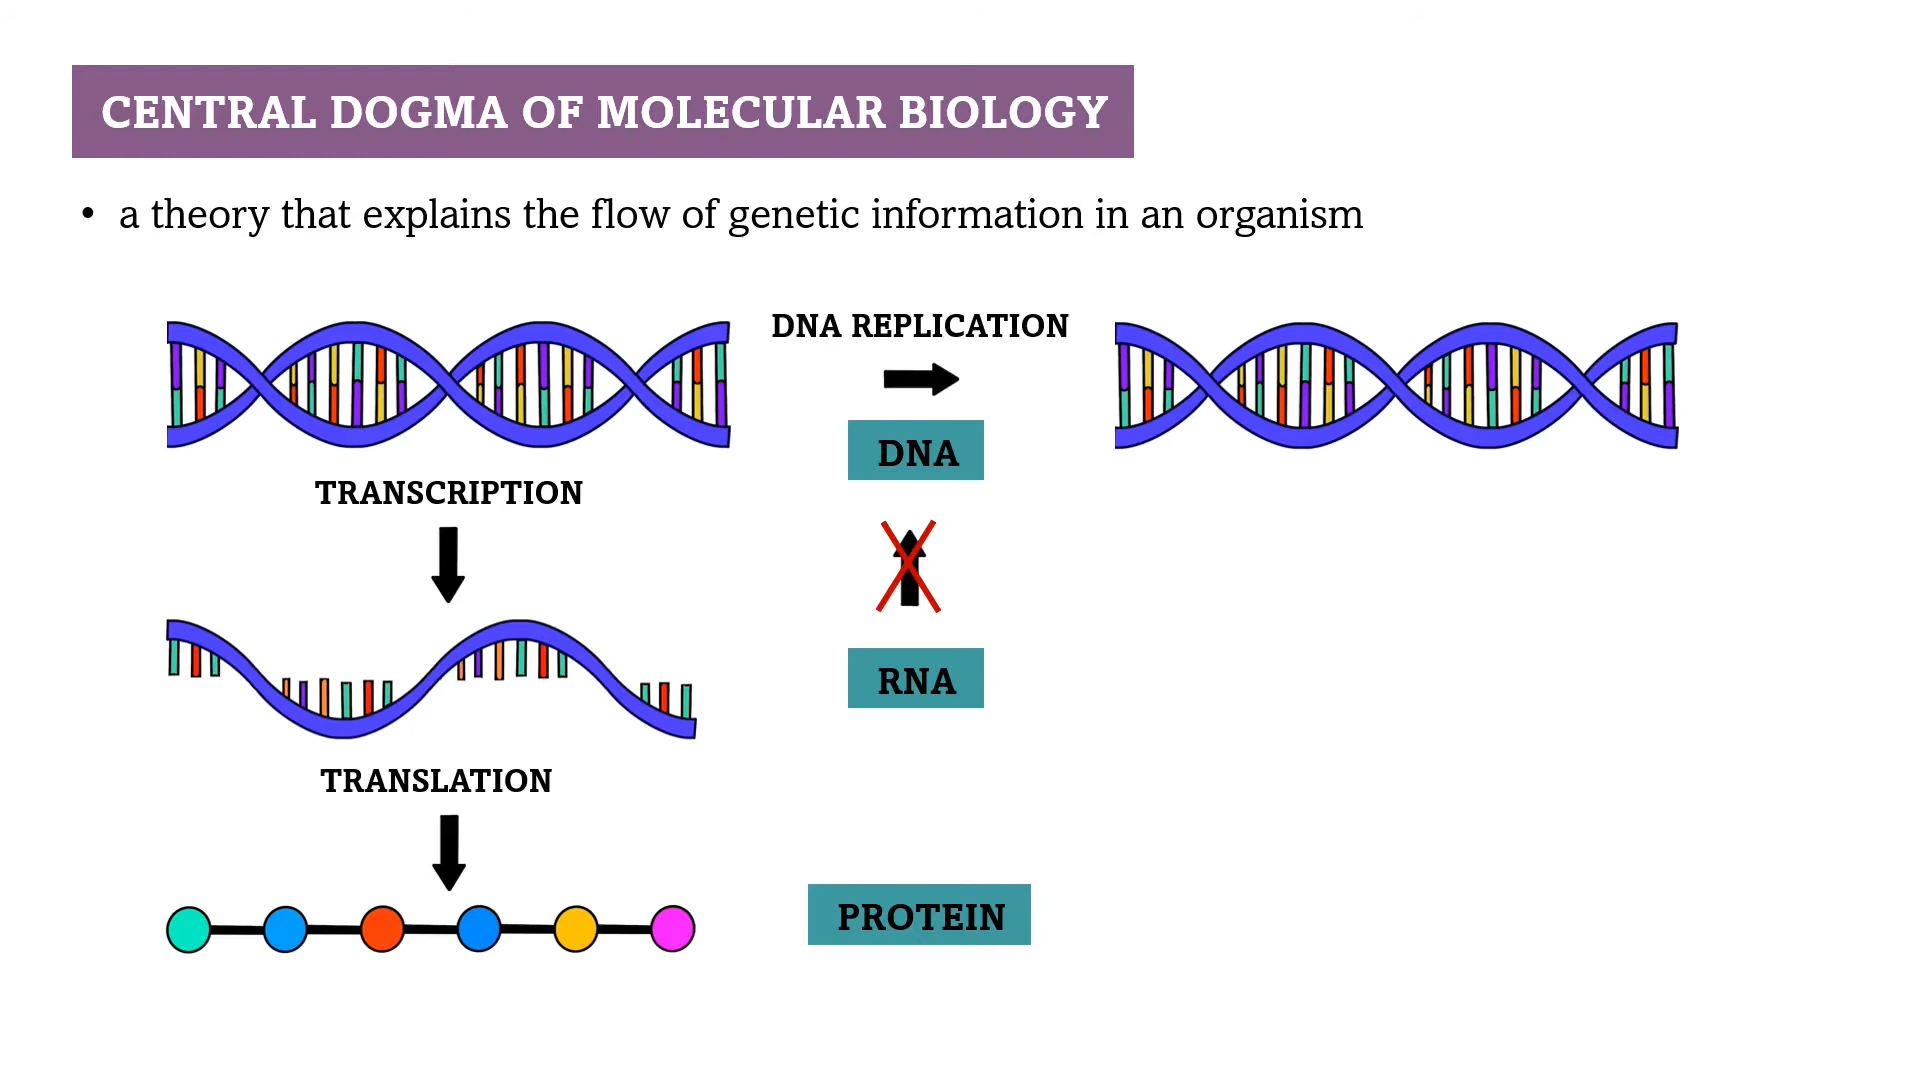 CENTRAL DOGMA OF MOLECULAR BIOLOGY
• a theory that explains the flow of genetic information in an organism
DNA REPLICATION
DNA
TRANSCRIPTION
RNA
TRANSLATION
PROTEIN